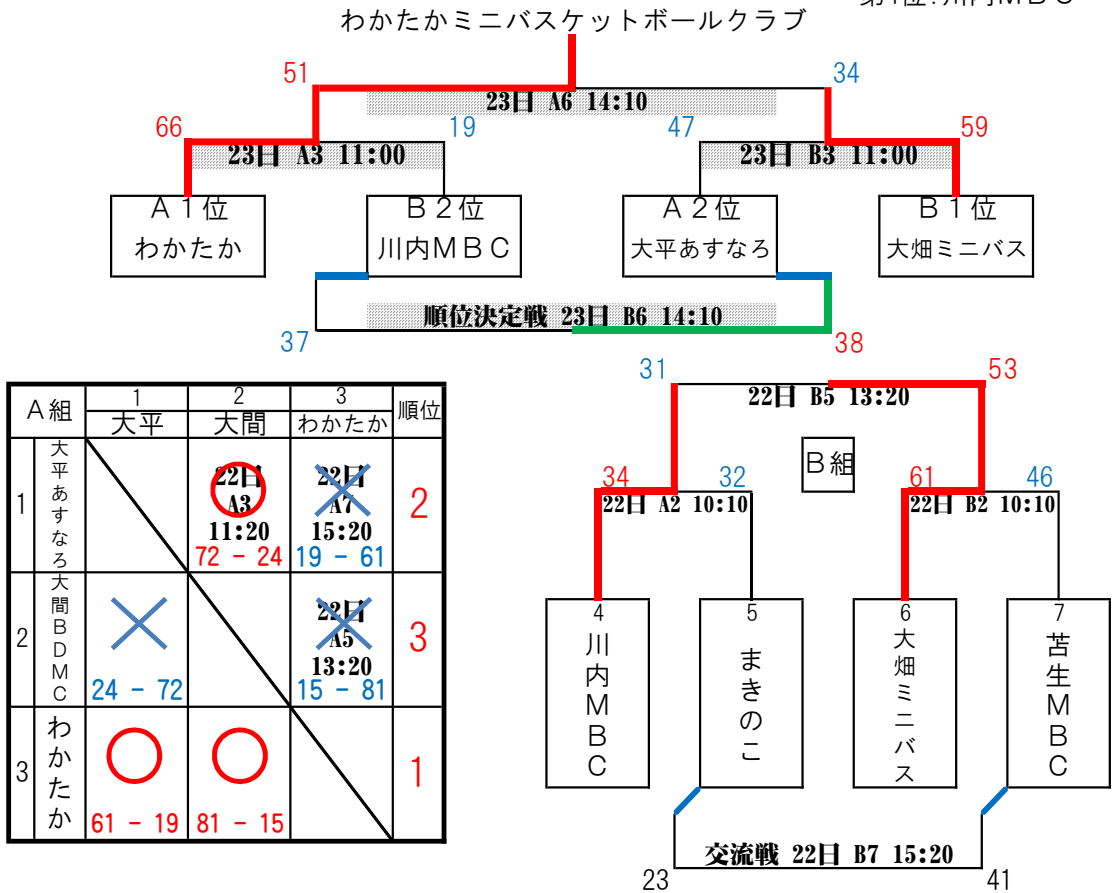 第4位:川内MBC
わかたかミニバスケットボールクラブ
51
34
23日 A6 14:10
66
19
47
59
23日 A3 11:00
23日 B3 11:00
A1位
わかたか
B2位
川内MBC
A2位
大平あすなろ
B1位
大畑ミニバス
順位決定戦 23日 B6 14:10
37
38
31
53
22日 B5 13:20
B組
34
32
61
46
22日 A2 10:10
22日 B2 10:10
4
川内MBC
5
まきのこ
6
大畑ミニバス
7
苫生MBC
交流戦 22日 B7 15:20
23
41
A組
1
大平
2
大間
3
わかたか
順位
1
大平あすなろ
22日
A3
11:20
72 - 24
22日
A7
15:20
19 - 61
2
2
大間BDMC
24 - 72
22日
A5
13:20
15 - 81
3
3
わかたか
61 - 19
81 - 15
1